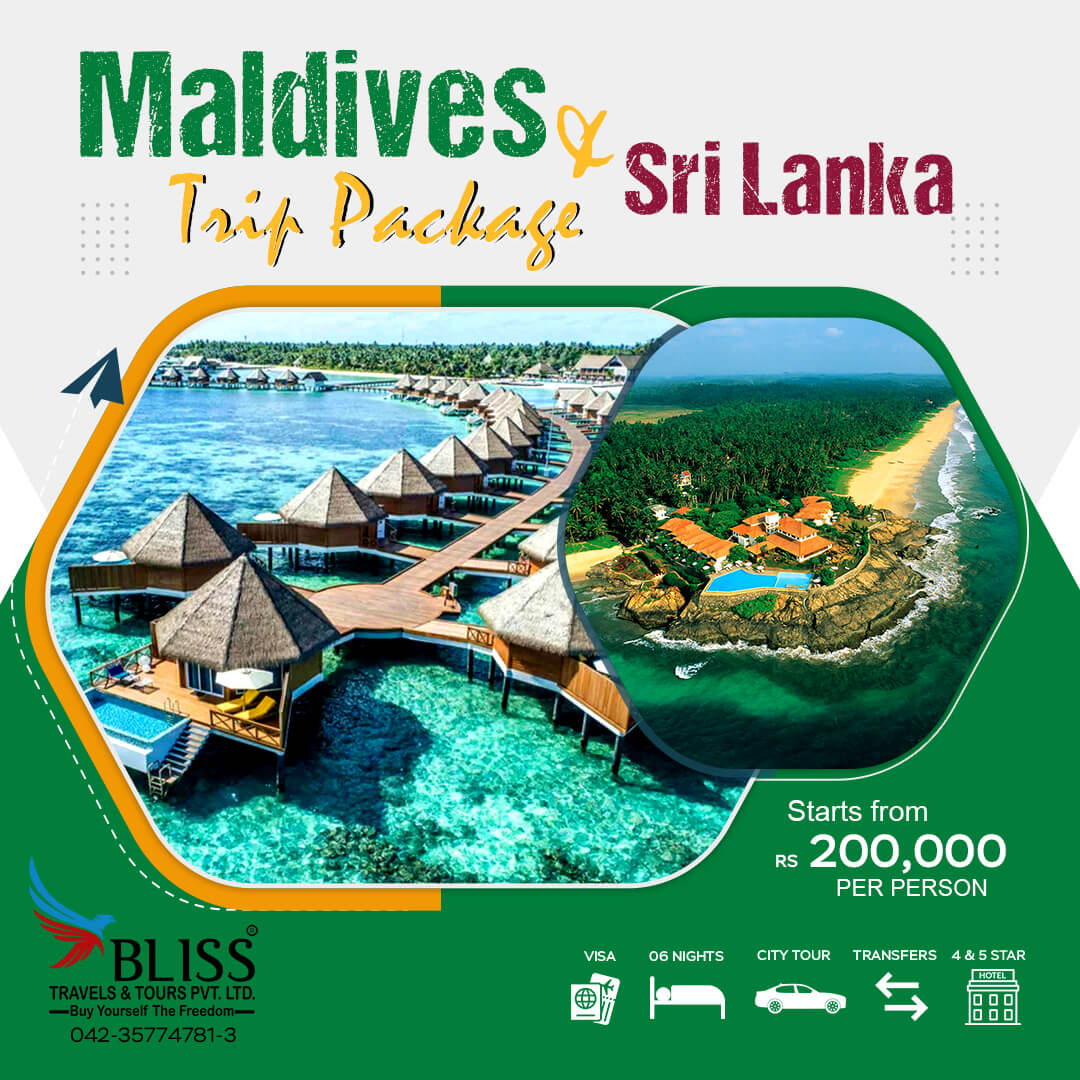 Maldives
& Sri Lanka
Trip Package
Starts from
RS 200,000
PER PERSON
VISA
06 NIGHTS
CITY TOUR
TRANSFERS
4 & 5 STAR
HOTEL
BLISS®
TRAVELS & TOURS PVT. LTD.
Buy Yourself The Freedom
042-35774781-3